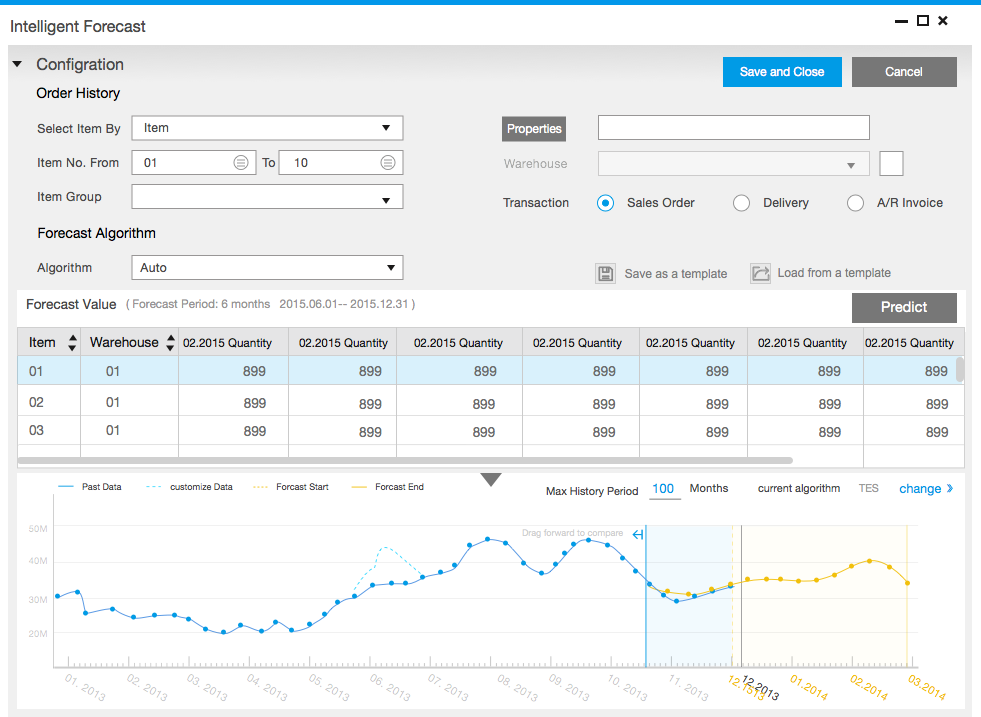 Intelligent Forecast
Configration
Save and Close
Cancel
Order History
Select Item By
Item
Properties
Item No. From
01
To
10
Warehouse
Item Group
Transaction
Sales Order
Delivery
A/R Invoice
Forecast Algorithm
Algorithm
Auto
Save as a template
Load from a template
Forecast Value ( Forecast Period: 6 months 2015.06.01-- 2015.12.31 )
Predict
Item Warehouse 02.2015 Quantity 02.2015 Quantity 02.2015 Quantity 02.2015 Quantity 02.2015 Quantity 02.2015 Quantity 02.2015 Quantity
01 01 899 899 899 899 899 899 899
02 01 899 899 899 899 899 899 899
03 01 899 899 899 899 899 899 899
Past Data customize Data Forcast Start Forcast End
Max History Period 100 Months current algorithm TES change »
Drag forward to compare
50M
40M
30M
20M
01. 2013 02. 2013 03. 2013 04. 2013 05. 2013 06. 2013 07. 2013 08. 2013 09. 2013 10. 2013 11. 2013 12.1513 12.2013 01.2014 02.2014 03.2014